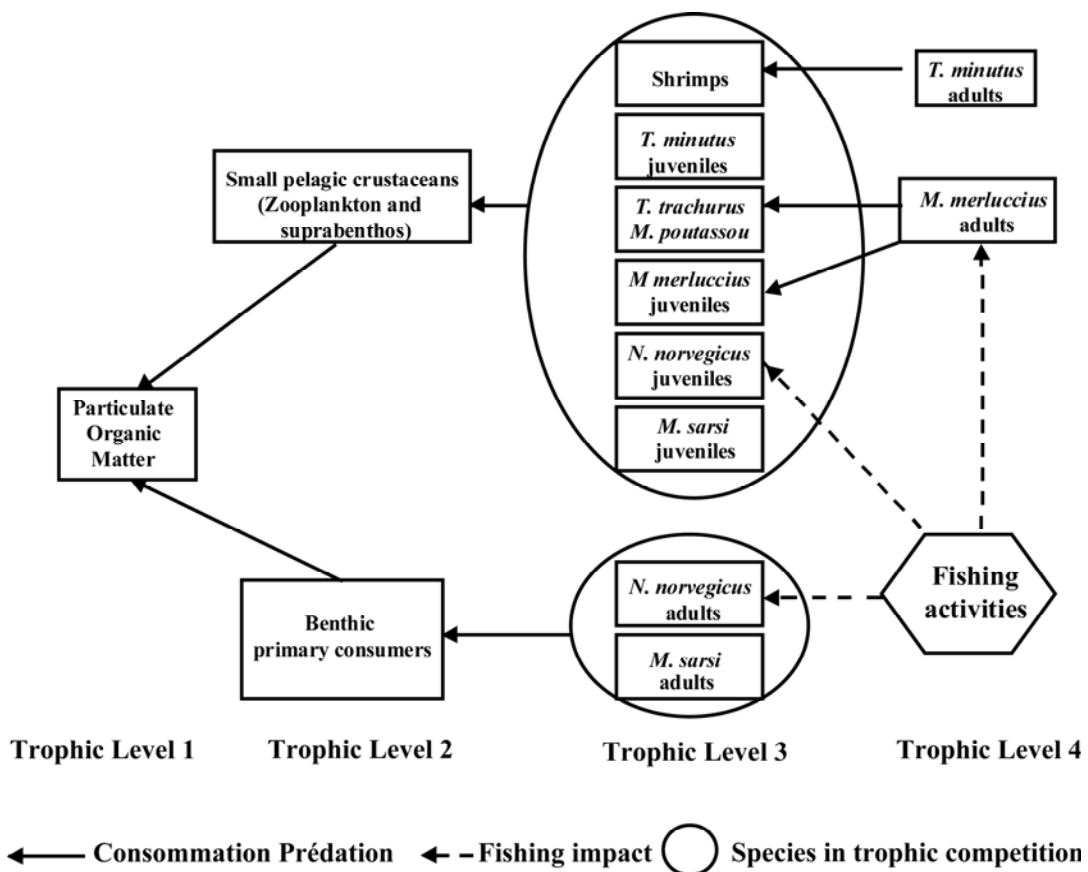 Shrimps
T. minutus
juveniles
T. trachurus
M. poutassou
M merluccius
juveniles
N. norvegicus
juveniles
M. sarsi
juveniles
T. minutus
adults
M. merluccius
adults
Small pelagic crustaceans
(Zooplankton and
suprabenthos)
Particulate
Organic
Matter
Benthic
primary consumers
N. norvegicus
adults
M. sarsi
adults
Fishing
activities
Trophic Level 1
Trophic Level 2
Trophic Level 3
Trophic Level 4
Consommation Prédation
Fishing impact
Species in trophic competition